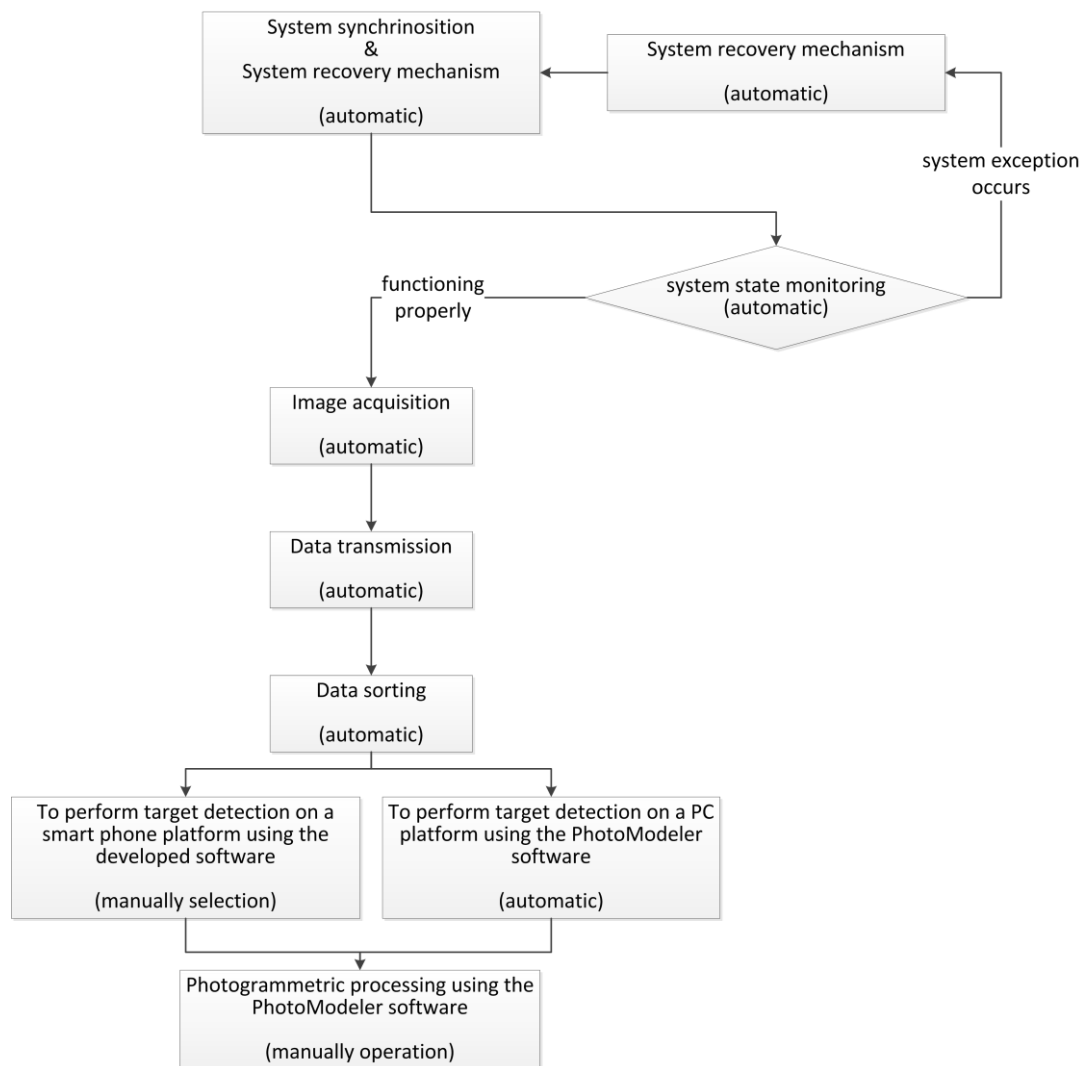 System synchrinosition
&
System recovery mechanism
(automatic)
System recovery mechanism
(automatic)
system exception
occurs
system state monitoring
(automatic)
functioning
properly
Image acquisition
(automatic)
Data transmission
(automatic)
Data sorting
(automatic)
To perform target detection on a
smart phone platform using the
developed software
(manually selection)
To perform target detection on a PC
platform using the PhotoModeler
software
(automatic)
Photogrammetric processing using the
PhotoModeler software
(manually operation)